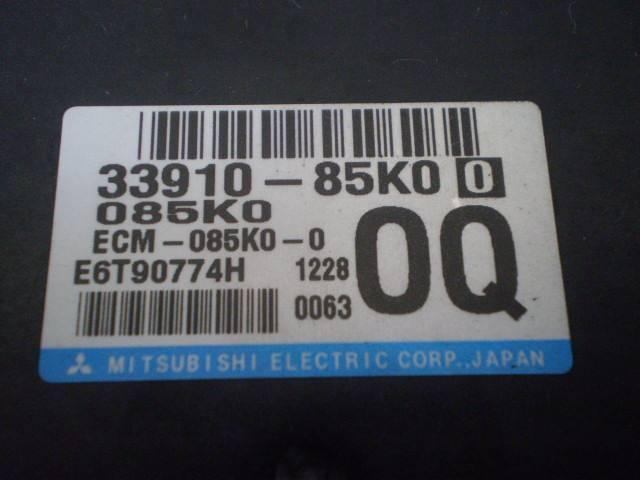 33910-85K0 0
085K0
ECM-085K0-0
E6T90774H 1228
0063
0Q
MITSUBISHI ELECTRIC CORP., JAPAN